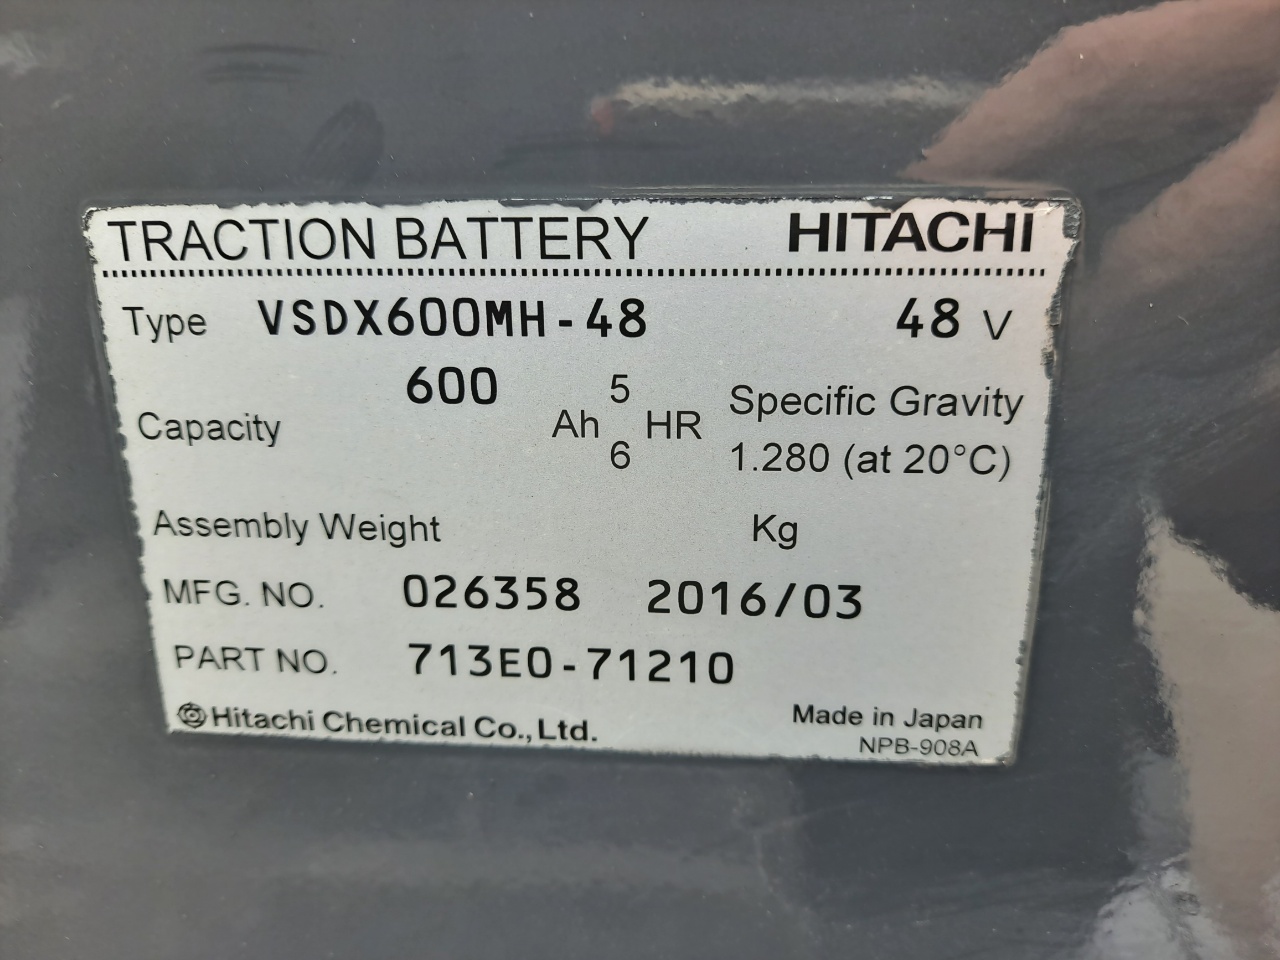 TRACTION BATTERY HITACHI
Type VSDX600MH-48 48 V
600 5
Capacity Ah HR Specific Gravity
6 1.280 (at 20°C)
Assembly Weight Kg
MFG. NO. 026358 2016/03
PART NO. 713E0-71210
Hitachi Chemical Co., Ltd. Made in Japan
NPB-908A